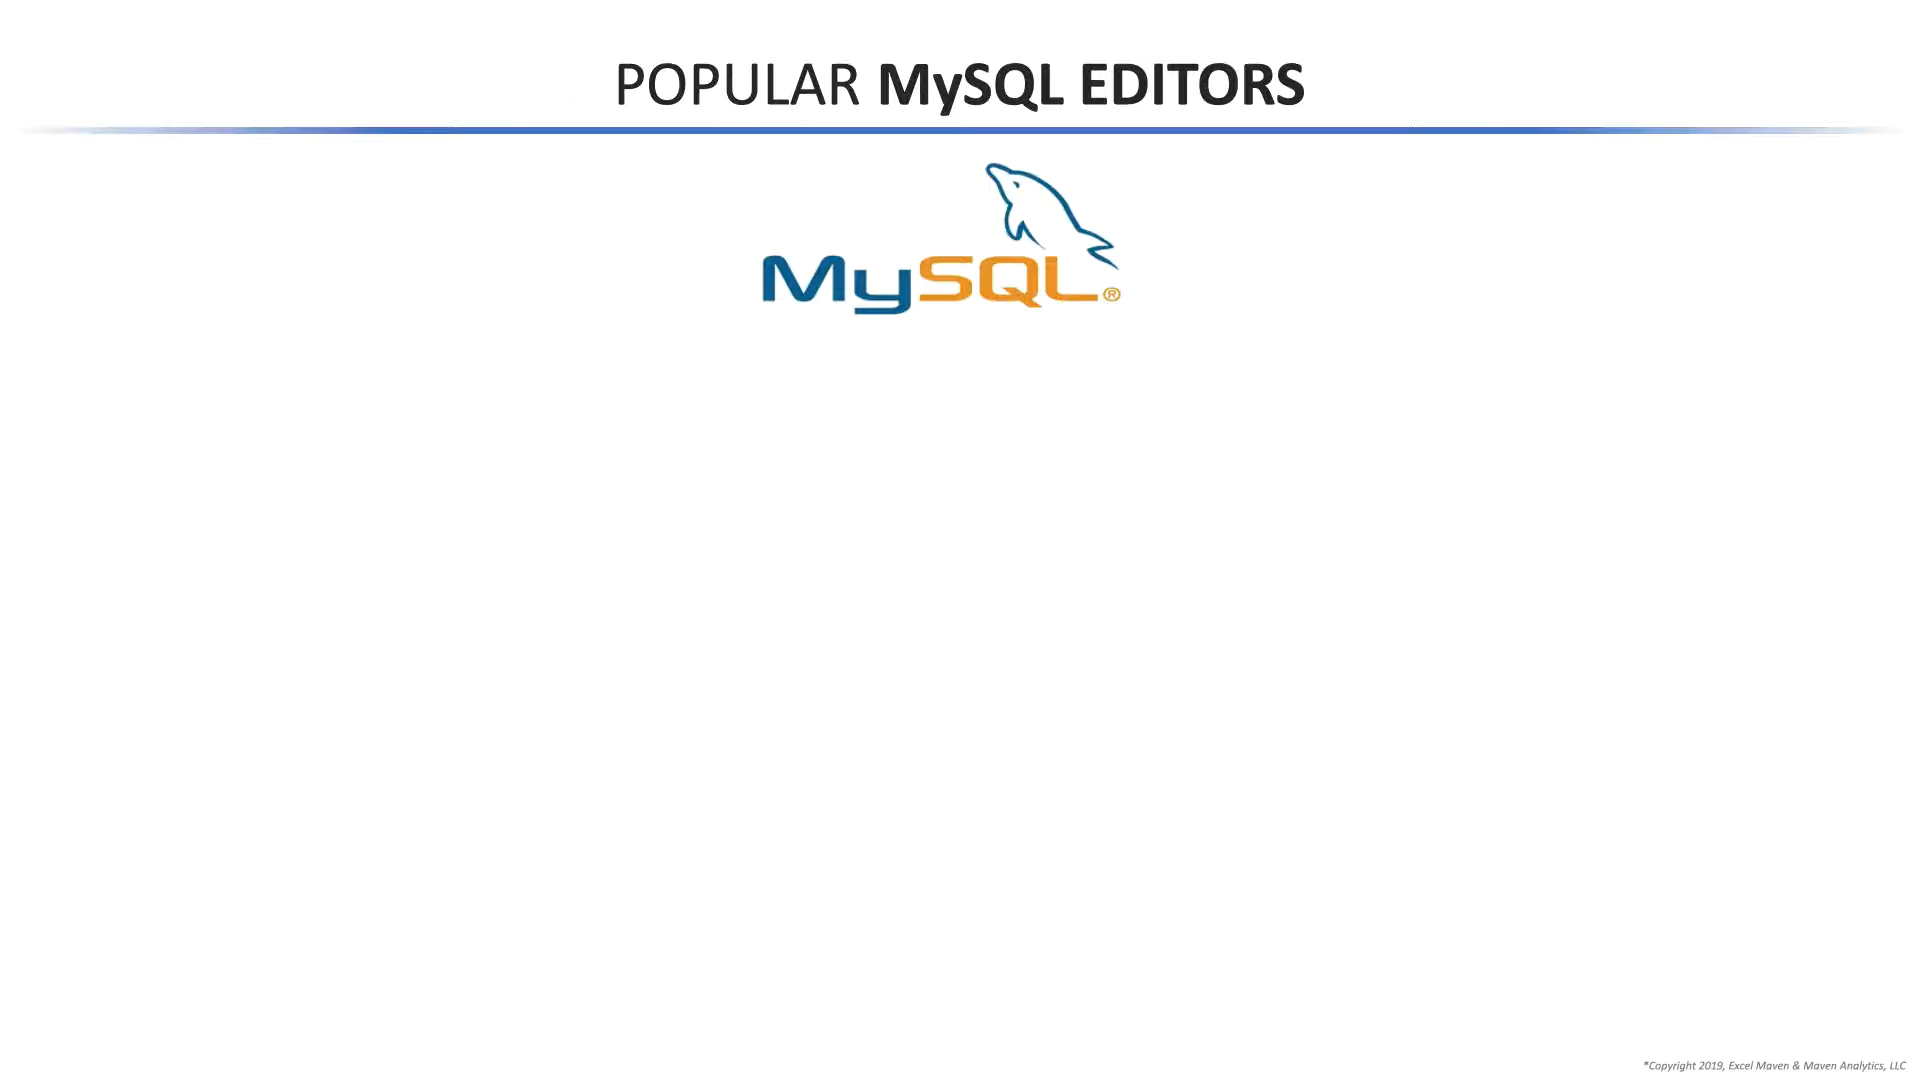 POPULAR MySQL EDITORS
MySQL®
*Copyright 2019, Excel Maven & Maven Analytics, LLC